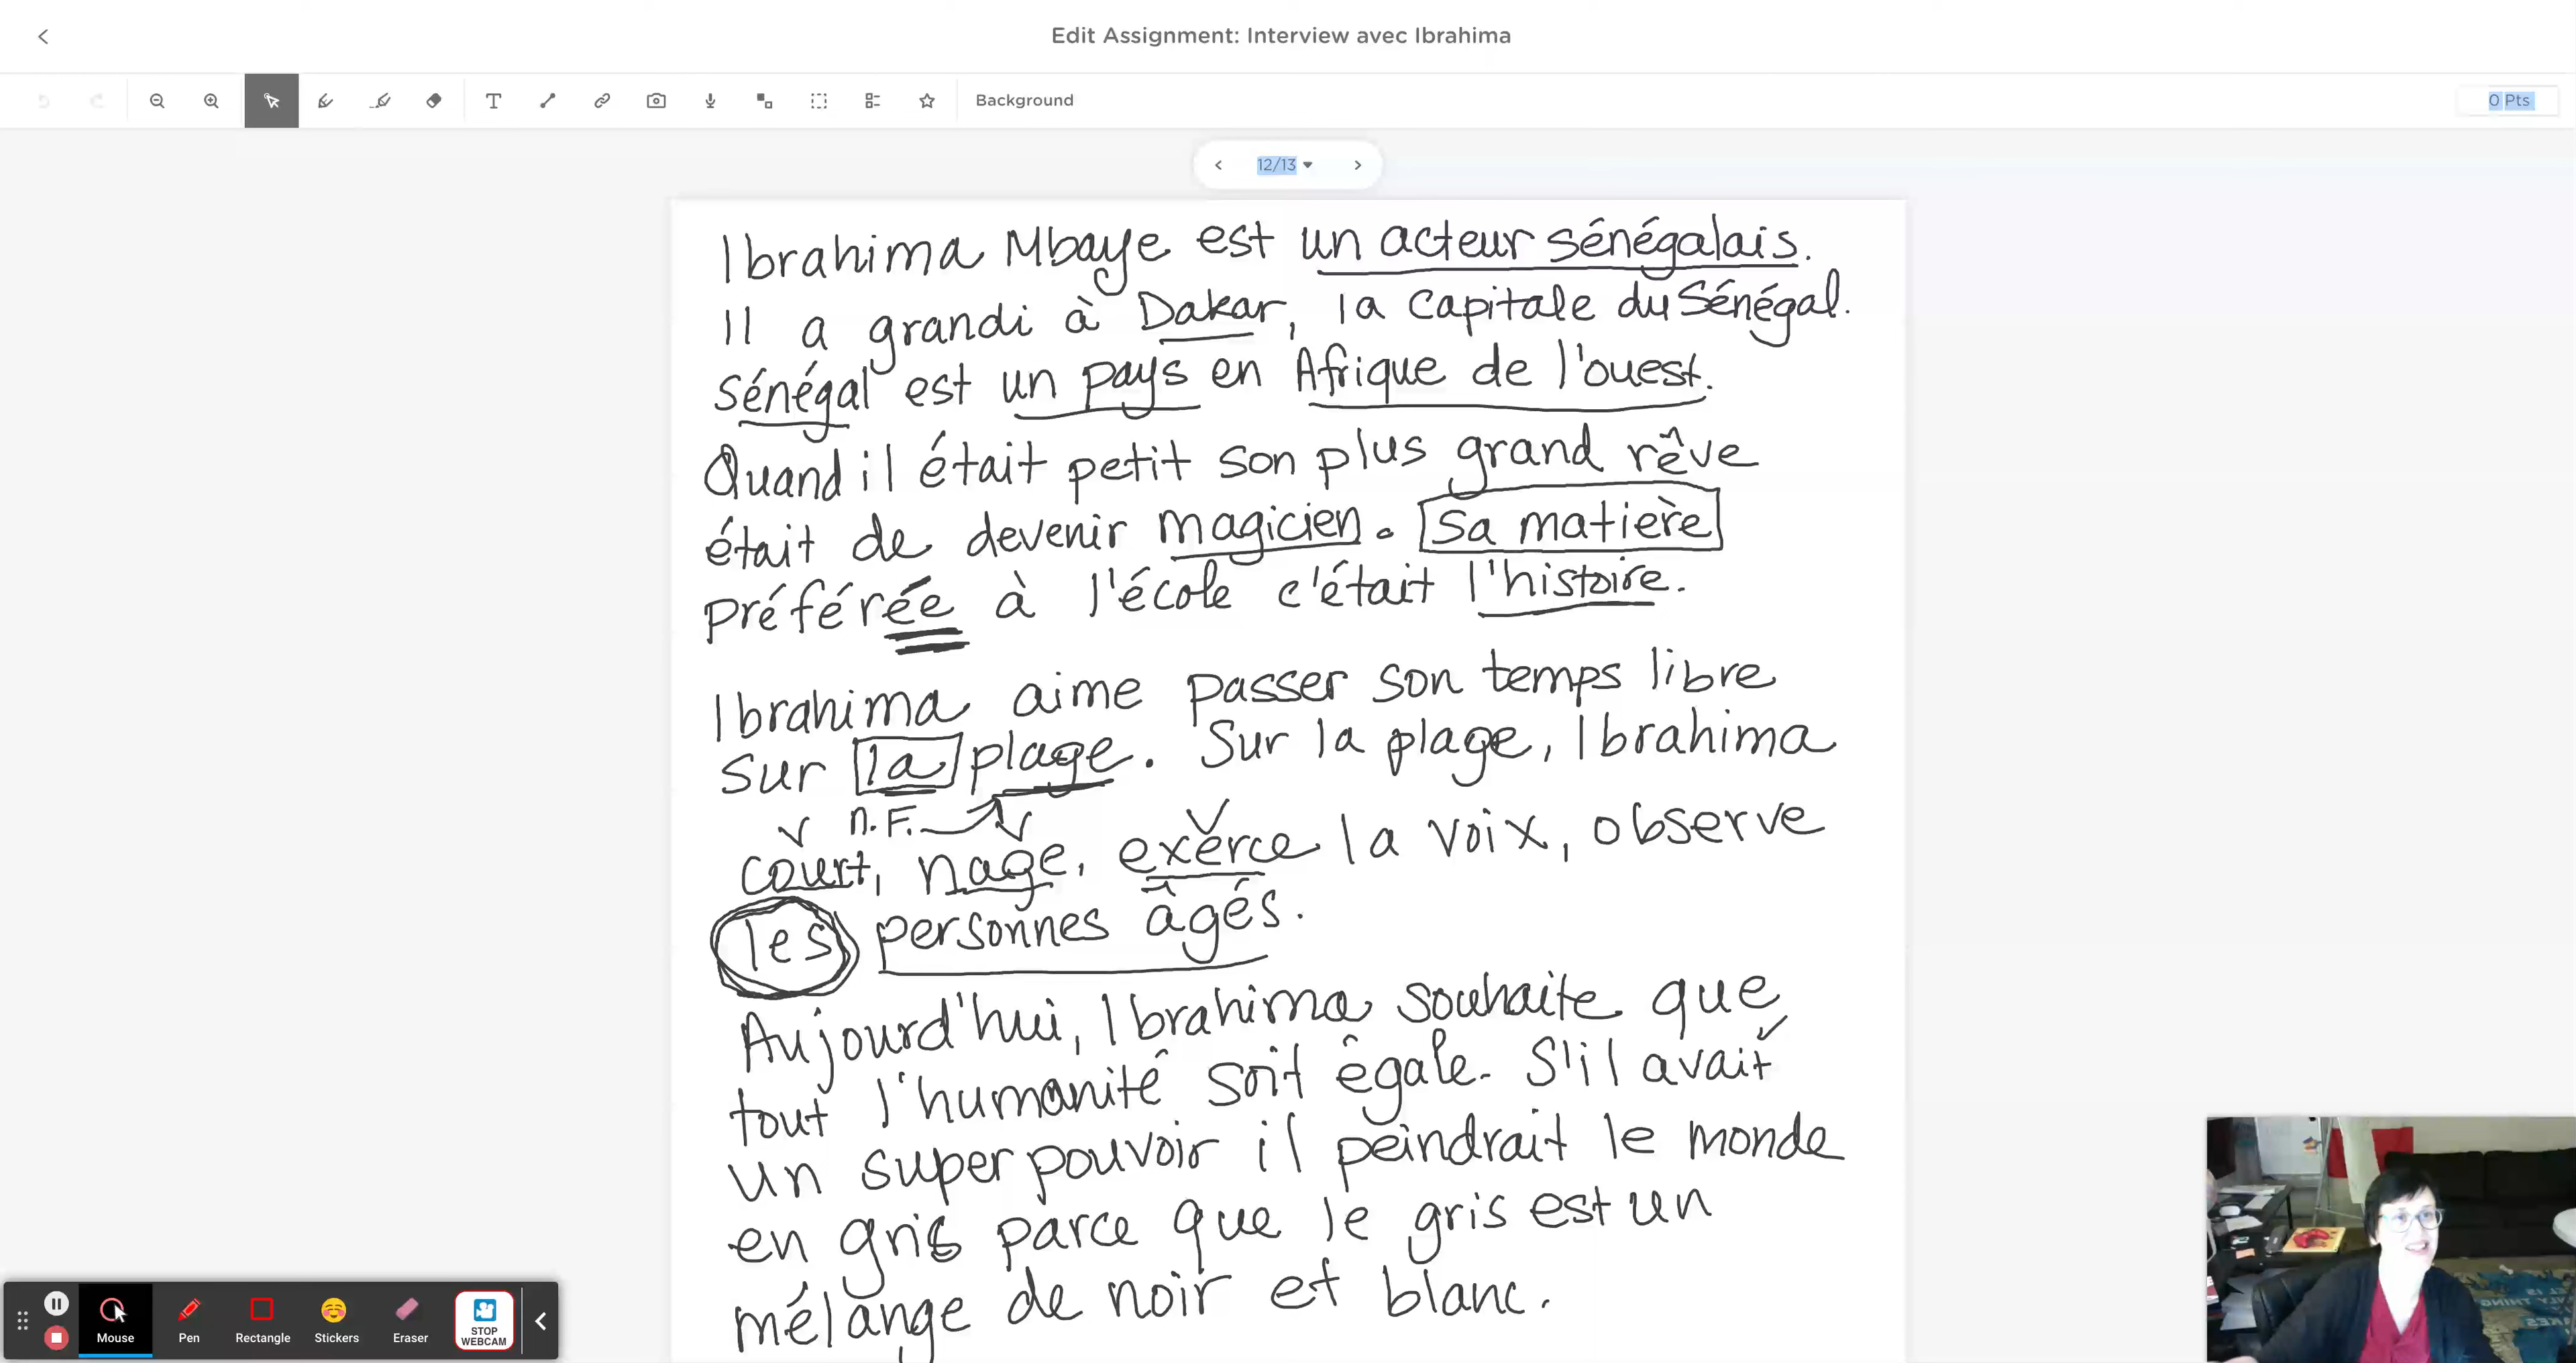 Edit Assignment: Interview avec Ibrahima
Background
0 Pts
12/13
Ibrahima Mbaye est un acteur sénégalais.
Il a grandi à Dakar, la capitale du Sénégal.
Sénégal est un pays en Afrique de l'ouest.
Quand il était petit son plus grand rêve
était de devenir magicien. Sa matière
préférée à l'école c'était l'histoire.
Ibrahima aime passer son temps libre
sur la plage. Sur la plage, Ibrahima
n.F.
court, nage, exerce la voix, observe
les personnes âgés.
Aujourd'hui, Ibrahima souhaite que
tout l'humanitê soit êgale. S'il avait
un super pouvoir il peindrait le monde
en gris parce que le gris est un
mélange de noir et blanc.
Mouse
Pen
Rectangle
Stickers
Eraser
STOP
WEBCAM